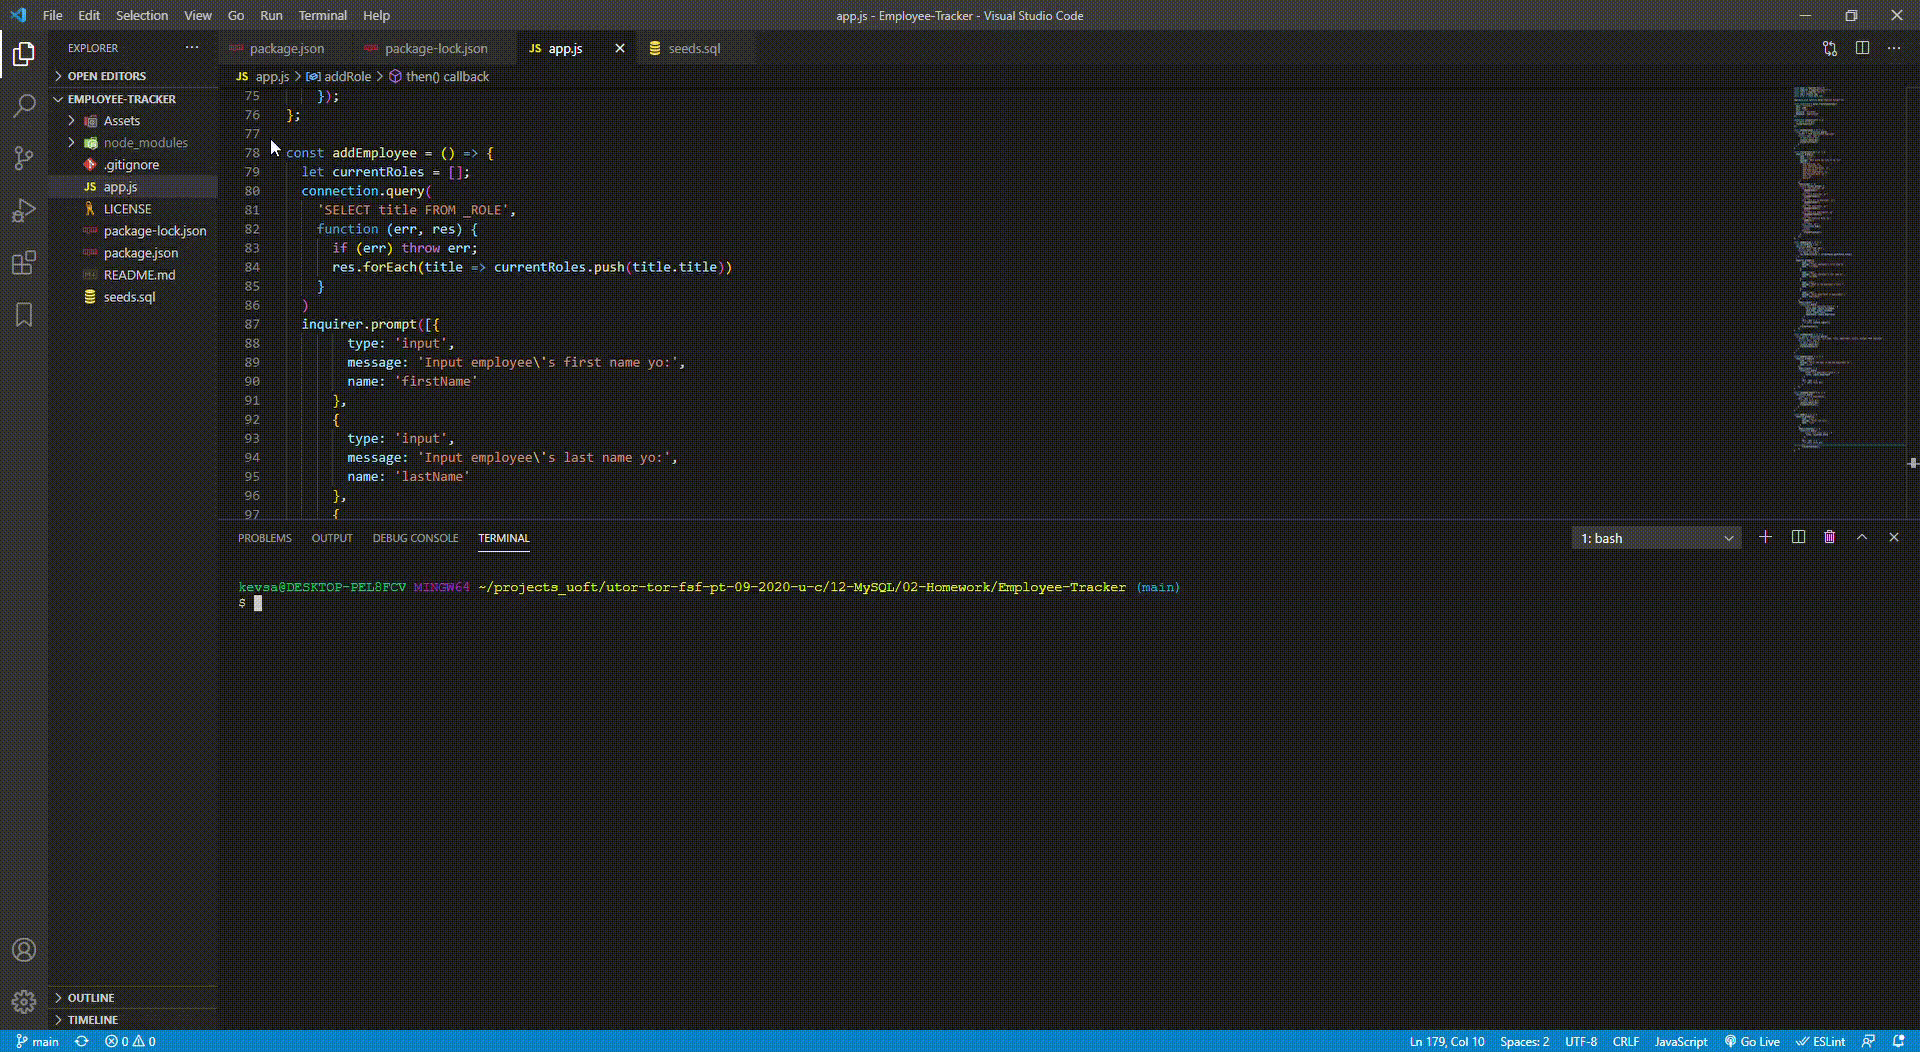 File Edit Selection View Go Run Terminal Help
app.js - Employee-Tracker - Visual Studio Code
EXPLORER
OPEN EDITORS
EMPLOYEE-TRACKER
Assets
node_modules
.gitignore
JS app.js
LICENSE
package-lock.json
package.json
README.md
seeds.sql
OUTLINE
TIMELINE
package.json package-lock.json JS app.js seeds.sql
JS app.js > addRole > then() callback
75 });
76 };
77
78 const addEmployee = () => {
79 let currentRoles = [];
80 connection.query(
81 'SELECT title FROM _ROLE',
82 function (err, res) {
83 if (err) throw err;
84 res.forEach(title => currentRoles.push(title.title))
85 }
86 )
87 inquirer.prompt([{
88 type: 'input',
89 message: 'Input employee\'s first name yo:',
90 name: 'firstName'
91 },
92 {
93 type: 'input',
94 message: 'Input employee\'s last name yo:',
95 name: 'lastName'
96 },
97 {
PROBLEMS OUTPUT DEBUG CONSOLE TERMINAL
1: bash
kevsa@DESKTOP-PEL8FCV MINGW64 ~/projects_uoft/utor-tor-fsf-pt-09-2020-u-c/12-MySQL/02-Homework/Employee-Tracker (main)
$
main 0 0
Ln 179, Col 10 Spaces: 2 UTF-8 CRLF JavaScript Go Live ESLint